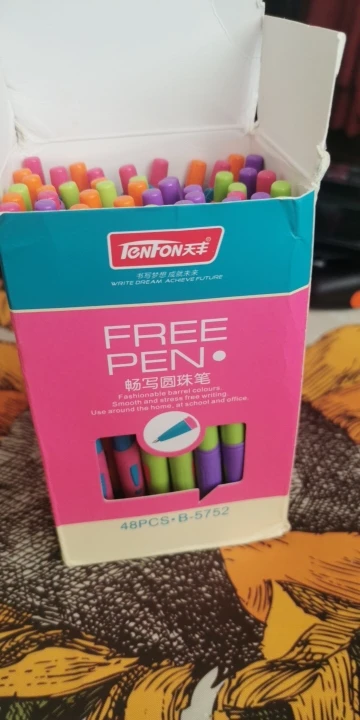 TENFON天丰
书写梦想 成就未来
WRITE DREAM ACHIEVE FUTURE
FREE
PEN
畅写圆珠笔
Fashionable barrel colours
Smooth and stress free writing.
Use around the home, at school and office.
48PCS·B-5752